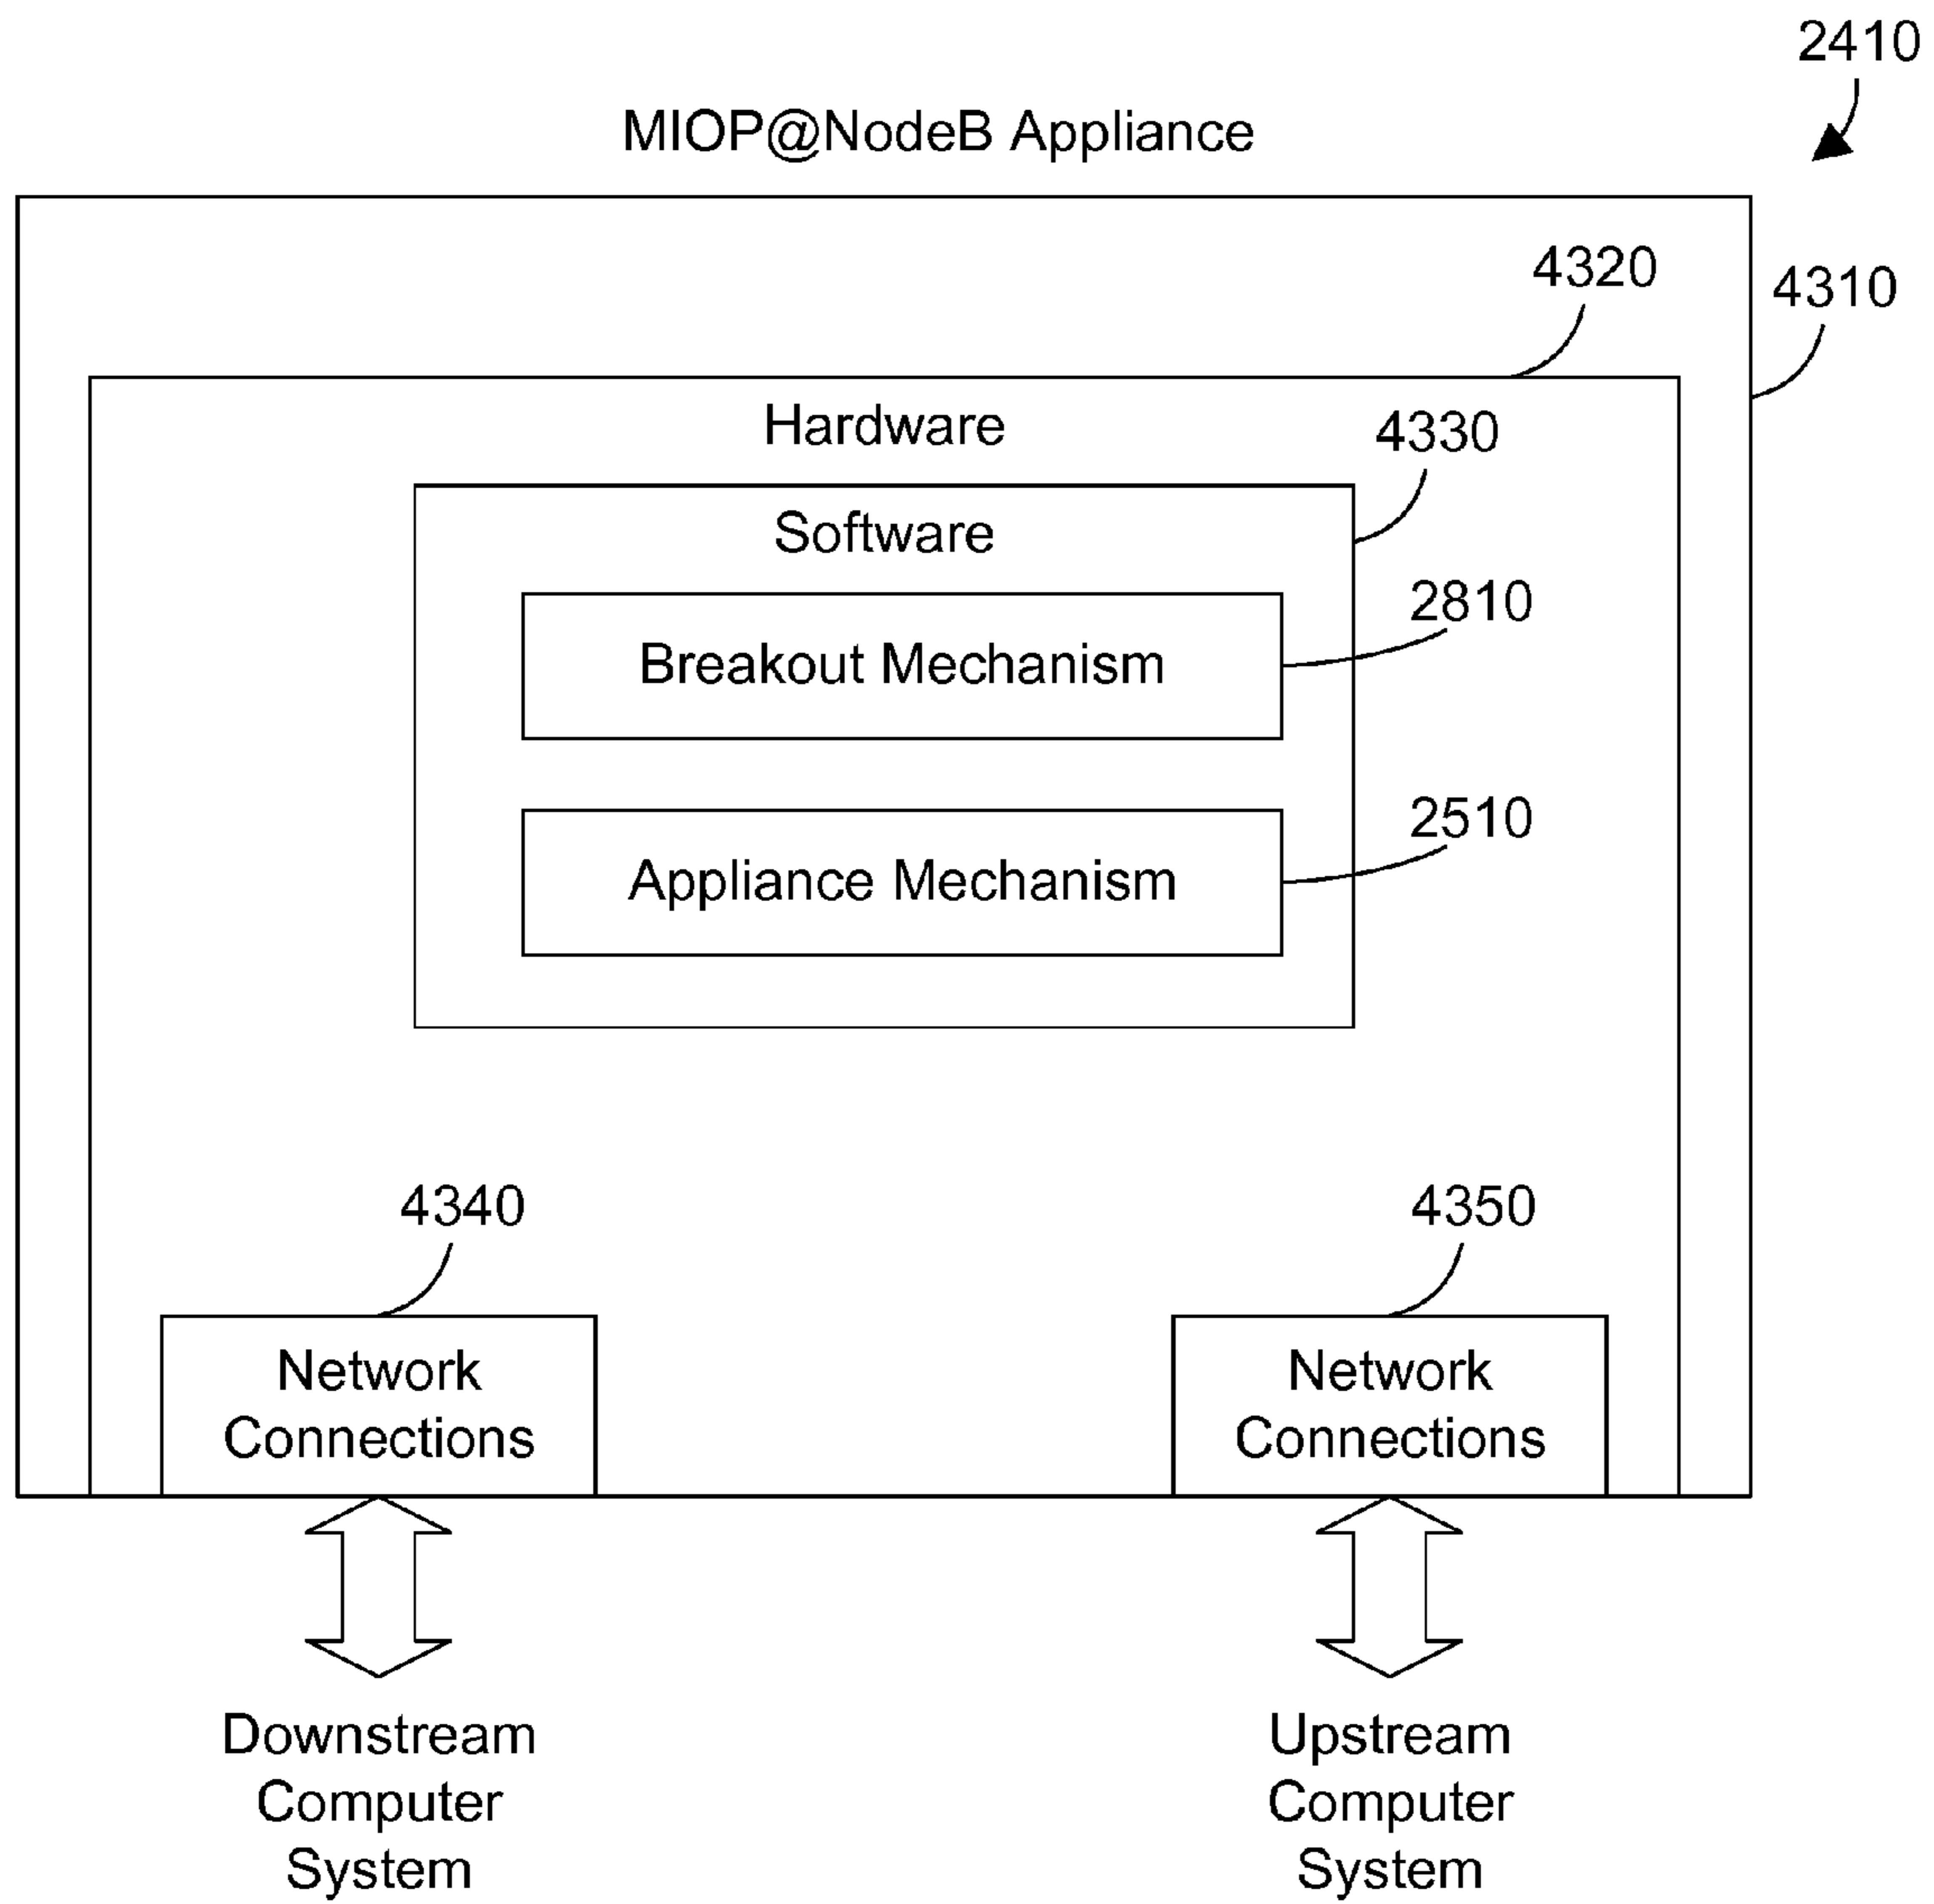 2410
MIOP@NodeB Appliance
4320
4310
Hardware
4330
Software
2810
Breakout Mechanism
2510
Appliance Mechanism
4340
4350
Network
Connections
Network
Connections
Downstream
Computer
System
Upstream
Computer
System